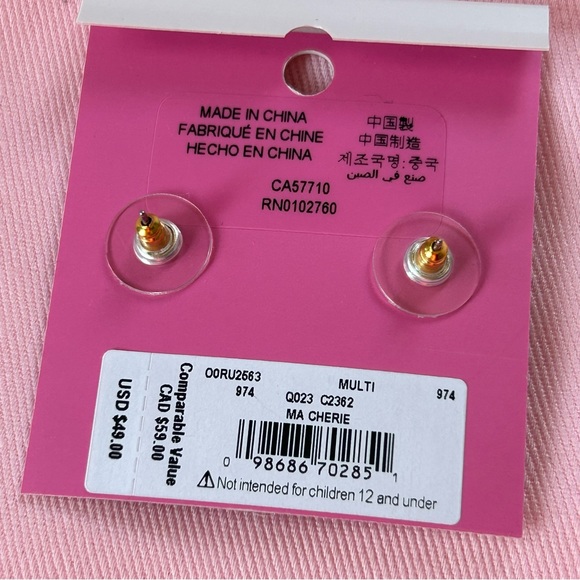 MADE IN CHINA
FABRIQUÉ EN CHINE
HECHO EN CHINA
中国製
中国制造
제조국명:중국
صنع في الصين
CA57710
RN0102760
O0RU2563 MULTI 974
974 Q023 C2362
MA CHERIE
0 98686 70285 1
⚠Not intended for children 12 and under
Comparable Value
CAD $59.00
USD $49.00